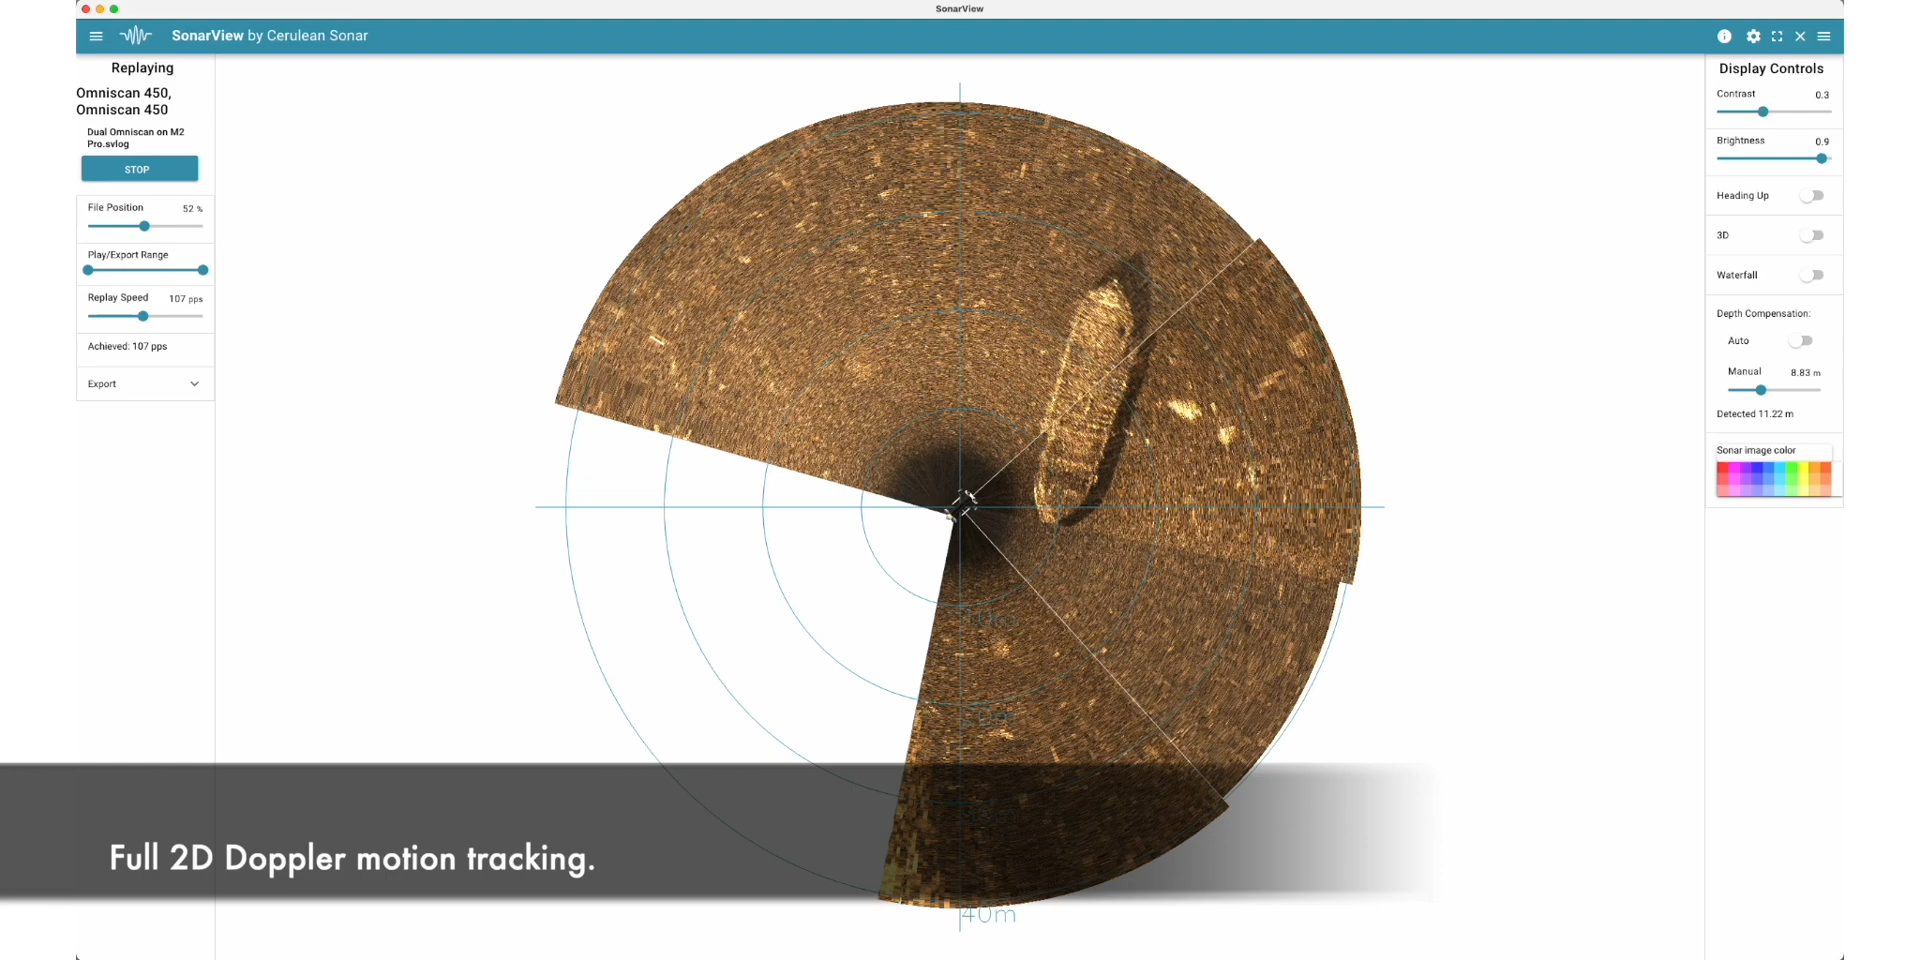 SonarView
SonarView by Cerulean Sonar
Replaying
Omniscan 450,
Omniscan 450
Dual Omniscan on M2
Pro.svlog
STOP
File Position 52 %
Play/Export Range
Replay Speed 107 pps
Achieved: 107 pps
Export
Display Controls
Contrast 0.3
Brightness 0.9
Heading Up
3D
Waterfall
Depth Compensation:
Auto
Manual 8.83 m
Detected 11.22 m
Sonar image color
40m
Full 2D Doppler motion tracking.